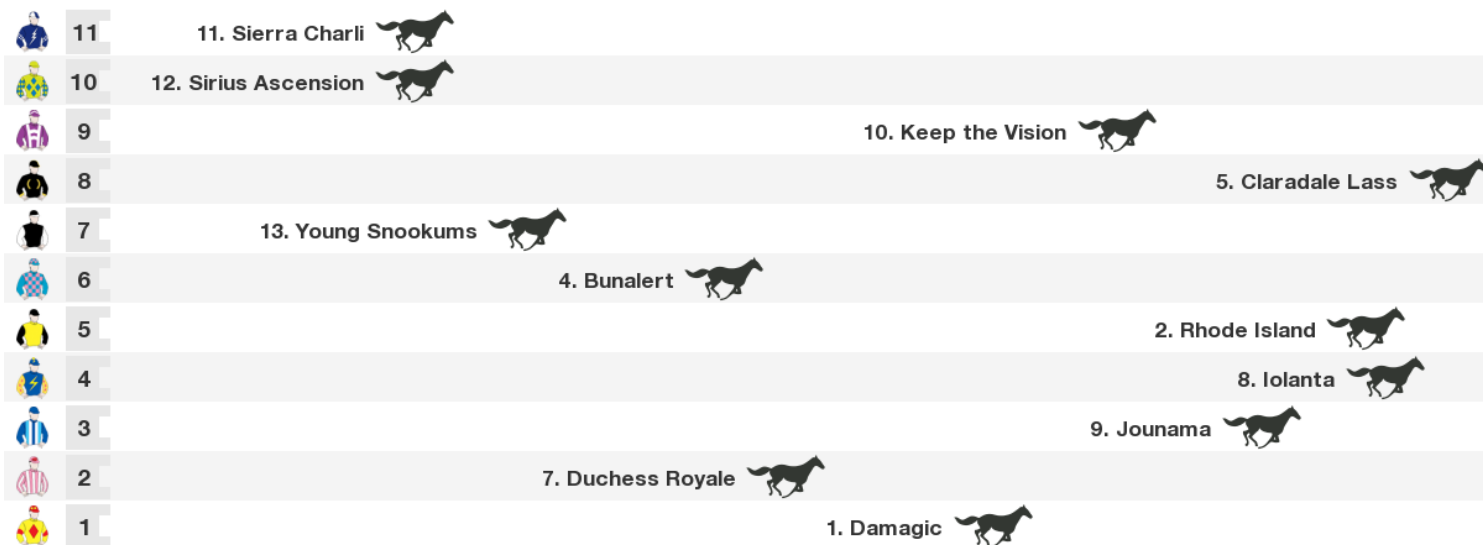 11 11. Sierra Charli
10 12. Sirius Ascension
9 10. Keep the Vision
8 5. Claradale Lass
7 13. Young Snookums
6 4. Bunalert
5 2. Rhode Island
4 8. Iolanta
3 9. Jounama
2 7. Duchess Royale
1 1. Damagic